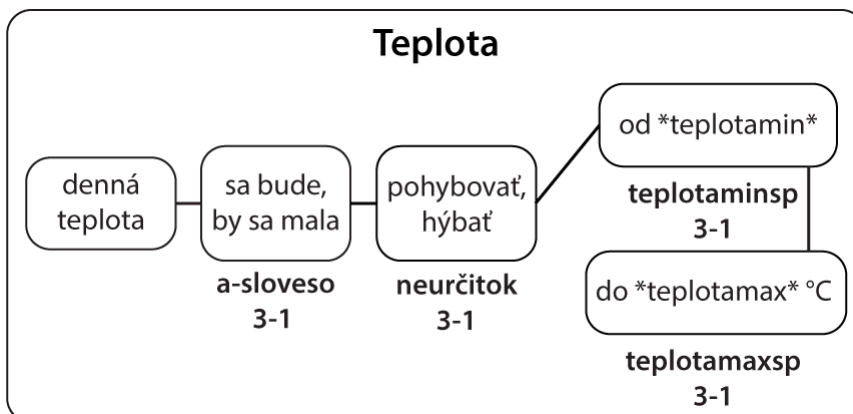 Teplota
denná
teplota
sa bude,
by sa mala
a-sloveso
3-1
pohybovať,
hýbať
neurčitok
3-1
od *teplotamin*
teplotaminsp
3-1
do *teplotamax* °C
teplotamaxsp
3-1